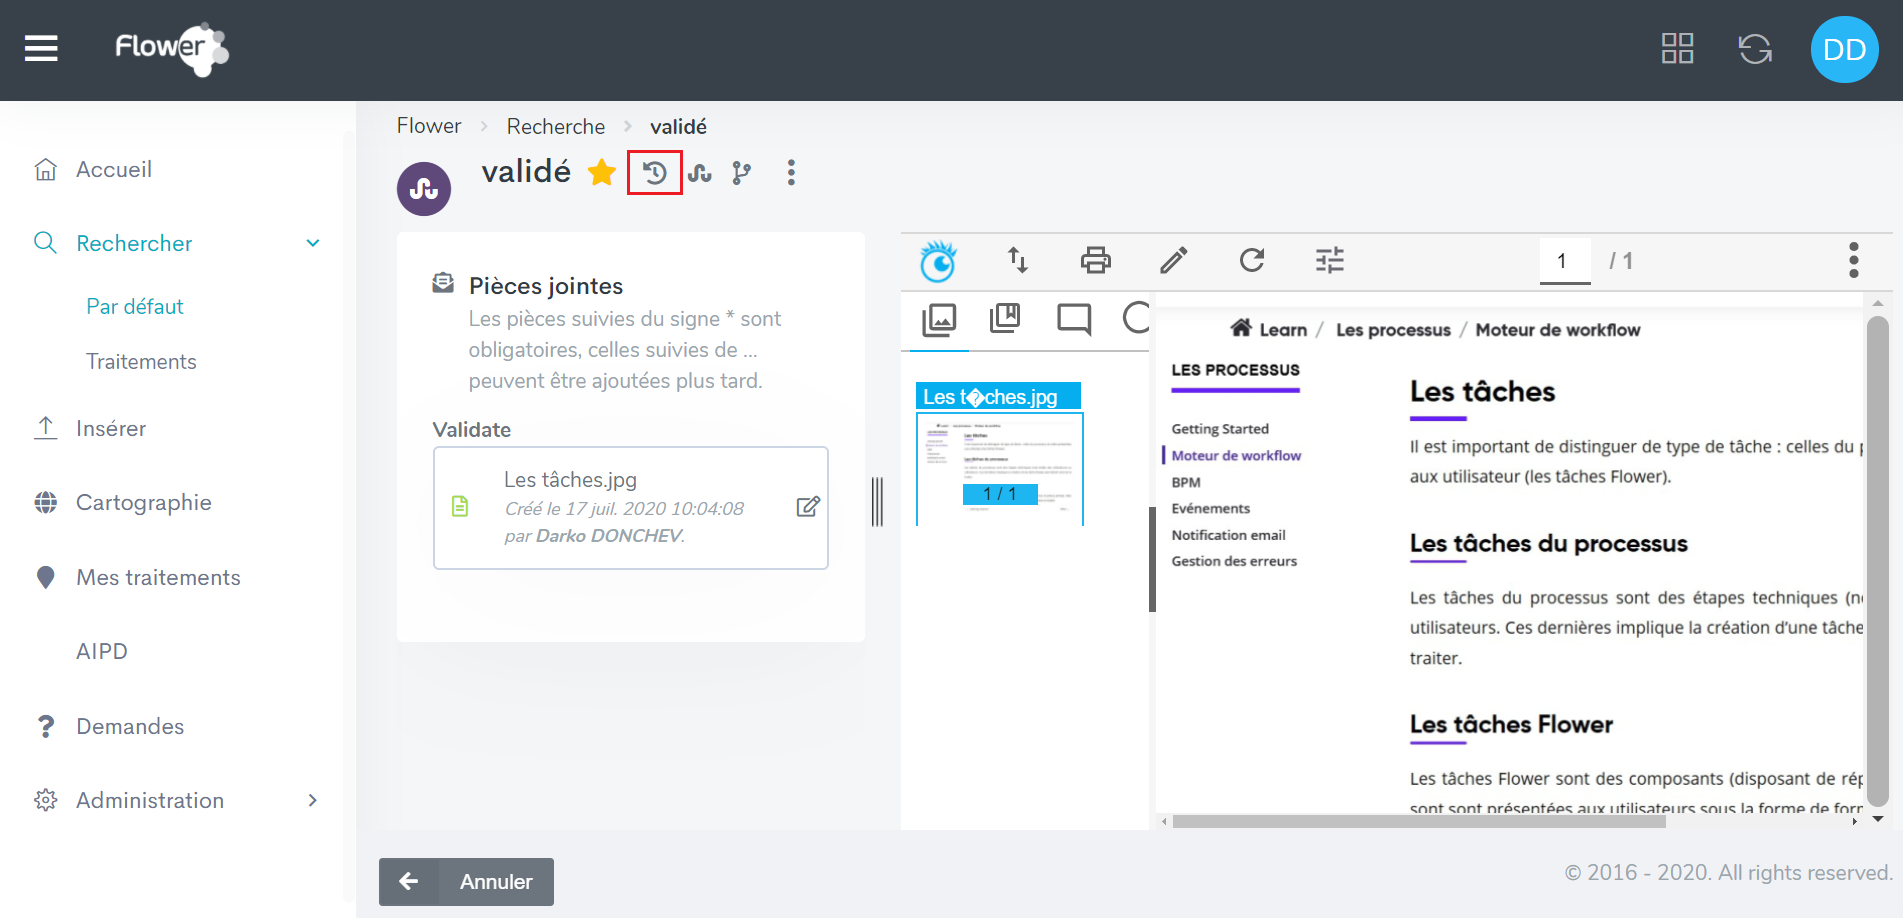 Flower
DD
Flower > Recherche > validé
validé
Accueil
Rechercher
Par défaut
Traitements
Insérer
Cartographie
Mes traitements
AIPD
Demandes
Administration
Pièces jointes
Les pièces suivies du signe * sont
obligatoires, celles suivies de ...
peuvent être ajoutées plus tard.
Validate
Les tâches.jpg
Créé le 17 juil. 2020 10:04:08
par Darko DONCHEV.
1 / 1
Les t�ches.jpg
1 / 1
Learn / Les processus / Moteur de workflow
LES PROCESSUS
Getting Started
Moteur de workflow
BPM
Evénements
Notification email
Gestion des erreurs
Les tâches
Il est important de distinguer de type de tâche : celles du
aux utilisateur (les tâches Flower).
Les tâches du processus
Les tâches du processus sont des étapes techniques
utilisateurs. Ces dernières implique la création d'une tâche
traiter.
Les tâches Flower
Les tâches Flower sont des composants (disposant de
sont sont présentées aux utilisateurs sous la forme de
Annuler
© 2016 - 2020. All rights reserved.